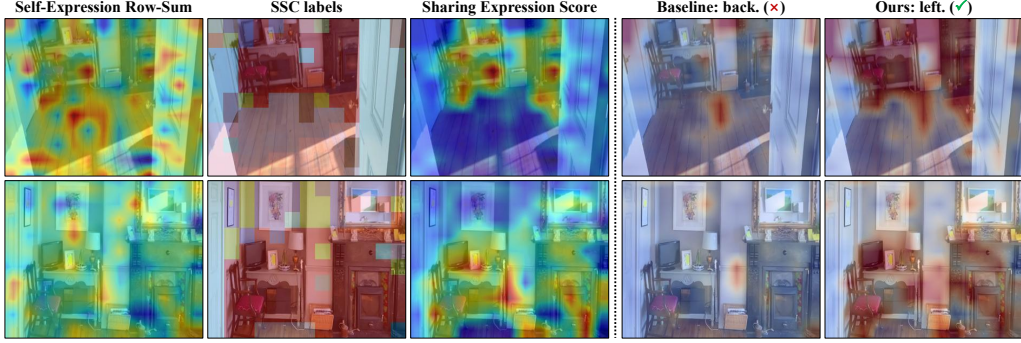 Self-Expression Row-Sum
SSC labels
Sharing Expression Score
Baseline: back. (×)
Ours: left. (✓)